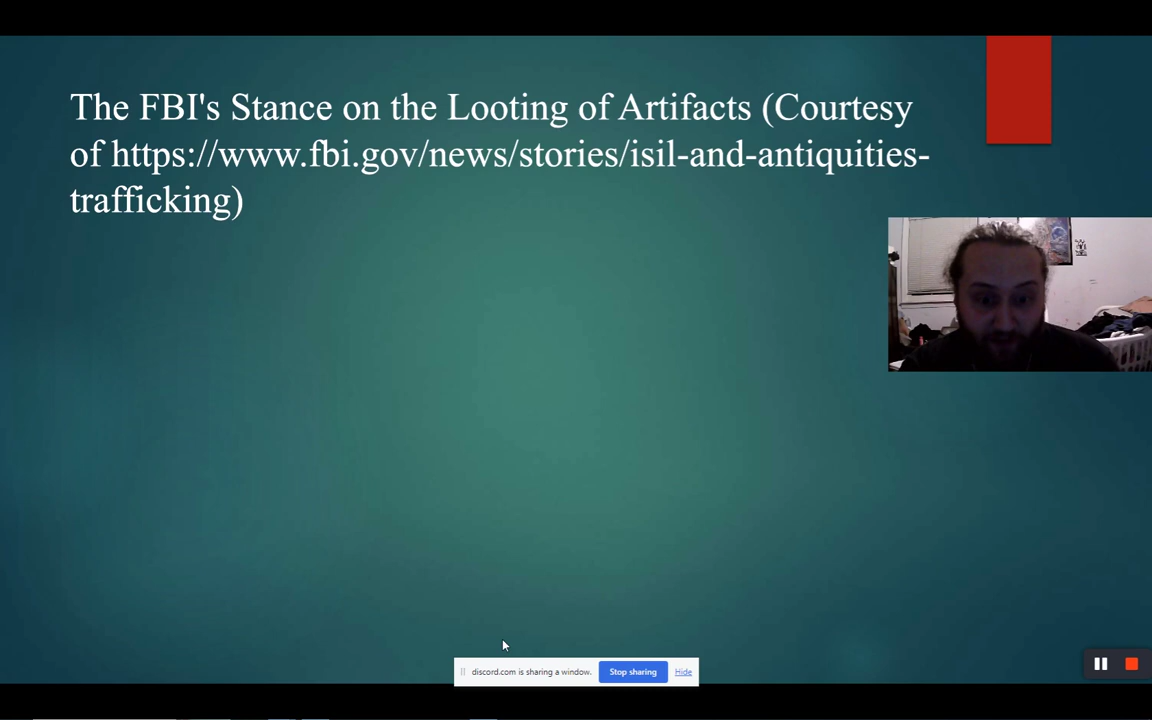 The FBI's Stance on the Looting of Artifacts (Courtesy
of https://www.fbi.gov/news/stories/isil-and-antiquities-
trafficking)
discord.com is sharing a window. Stop sharing Hide